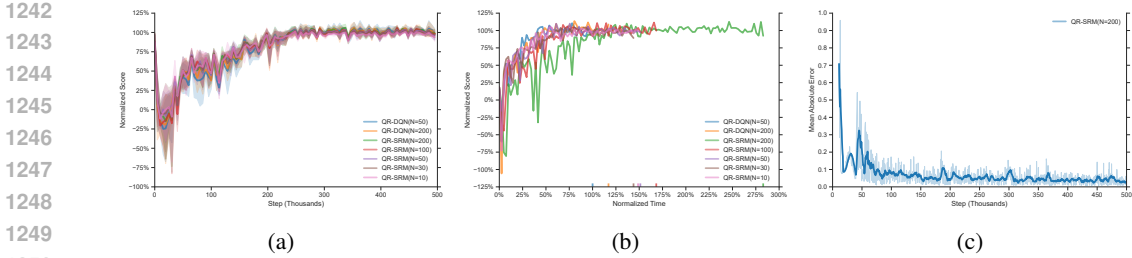 1242
1243
1244
1245
1246
1247
1248
1249
125%
100%
75%
50%
25%
0%
−25%
−50%
−75%
−100%
Normalized Score
0
100
200
300
400
500
Step (Thousands)
QR-DQN(N=50)
QR-DQN(N=200)
QR-SRM(N=200)
QR-SRM(N=100)
QR-SRM(N=50)
QR-SRM(N=30)
QR-SRM(N=10)
(a)
125%
100%
75%
50%
25%
0%
−25%
−50%
−75%
−100%
−125%
Normalized Score
0%
25%
50%
75%
100%
125%
150%
175%
200%
225%
250%
275%
300%
Normalized Time
QR-DQN(N=50)
QR-DQN(N=200)
QR-SRM(N=200)
QR-SRM(N=100)
QR-SRM(N=50)
QR-SRM(N=30)
QR-SRM(N=10)
(b)
1.0
0.9
0.8
0.7
0.6
0.5
0.4
0.3
0.2
0.1
0.0
Mean Absolute Error
0
50
100
150
200
250
300
350
400
450
500
Step (Thousands)
QR-SRM(N=200)
(c)